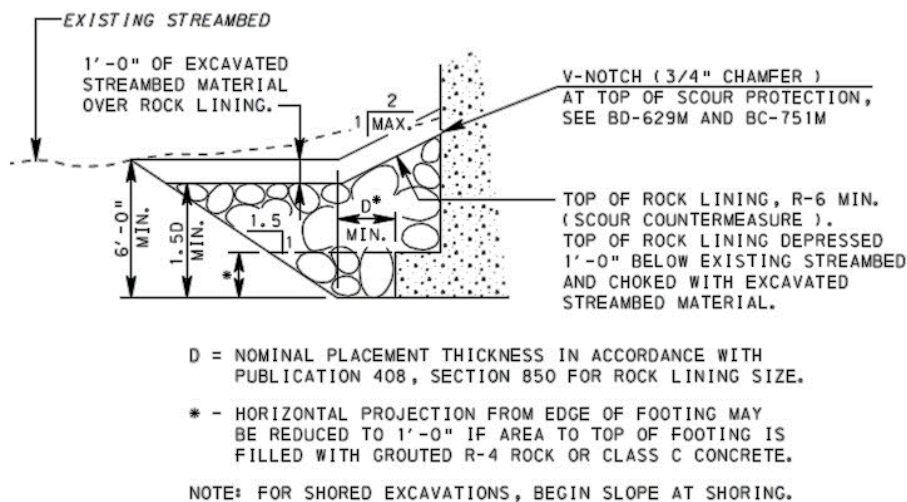 EXISTING STREAMBED
1'-0" OF EXCAVATED
STREAMBED MATERIAL
OVER ROCK LINING.
2
1
MAX.
V-NOTCH (3/4" CHAMFER)
AT TOP OF SCOUR PROTECTION,
SEE BD-629M AND BC-751M
6'-0"
MIN.
1.5D
MIN.
1.5
1
D*
MIN.
*
TOP OF ROCK LINING, R-6 MIN.
(SCOUR COUNTERMEASURE).
TOP OF ROCK LINING DEPRESSED
1'-0" BELOW EXISTING STREAMBED
AND CHOKED WITH EXCAVATED
STREAMBED MATERIAL.
D = NOMINAL PLACEMENT THICKNESS IN ACCORDANCE WITH
PUBLICATION 408, SECTION 850 FOR ROCK LINING SIZE.
* - HORIZONTAL PROJECTION FROM EDGE OF FOOTING MAY
BE REDUCED TO 1'-0" IF AREA TO TOP OF FOOTING IS
FILLED WITH GROUTED R-4 ROCK OR CLASS C CONCRETE.
NOTE: FOR SHORED EXCAVATIONS, BEGIN SLOPE AT SHORING.